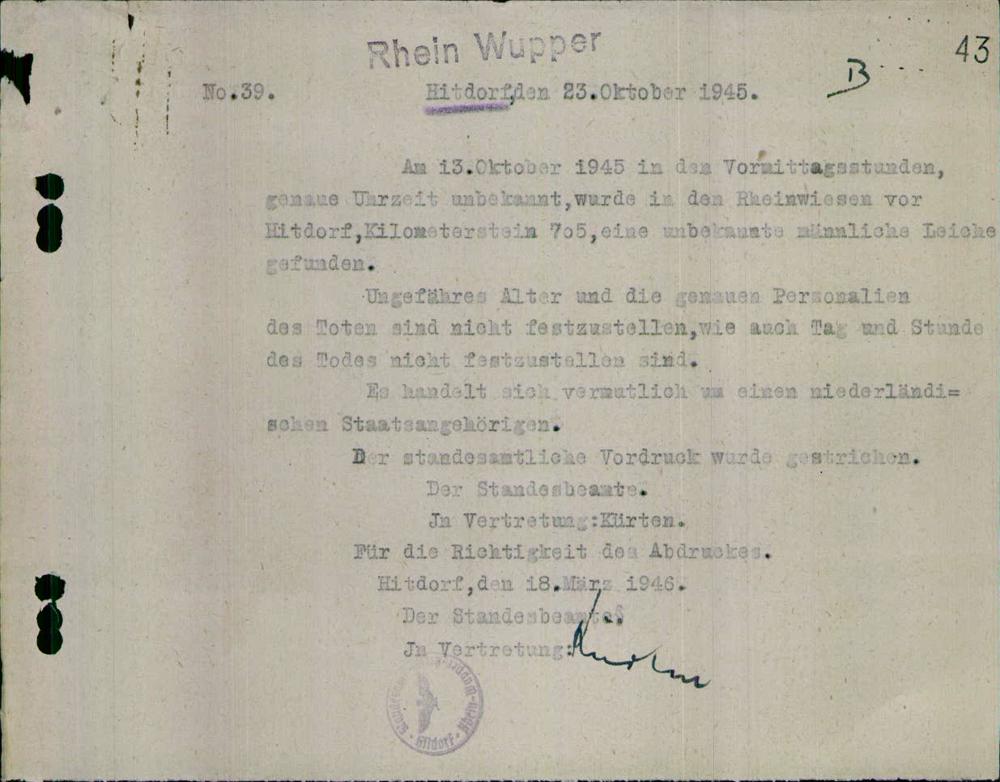 Rhein Wupper
43
B
No.39. Hitdorf,den 23.Oktober 1945.
Am 13.Oktober 1945 in den Vormittagsstunden,
genaue Uhrzeit unbekannt,wurde in den Rheinwiesen vor
Hitdorf,Kilometerstein 7o5,eine unbekannte männliche Leiche
gefunden.
Ungefähres Alter und die genauen Personalien
des Toten sind nicht festzustellen,wie auch Tag und Stunde
des Todes nicht festzustellen sind.
Es handelt sich vermutlich um einen niederländi=
schen Staatsangehörigen.
Der standesamtliche Vordruck wurde gestrichen.
Der Standesbeamte.
Jn Vertretung:Kürten.
Für die Richtigkeit des Abdruckes.
Hitdorf,den 18.März 1946.
Der Standesbeamte.
Jn Vertretung:
Hitdorf